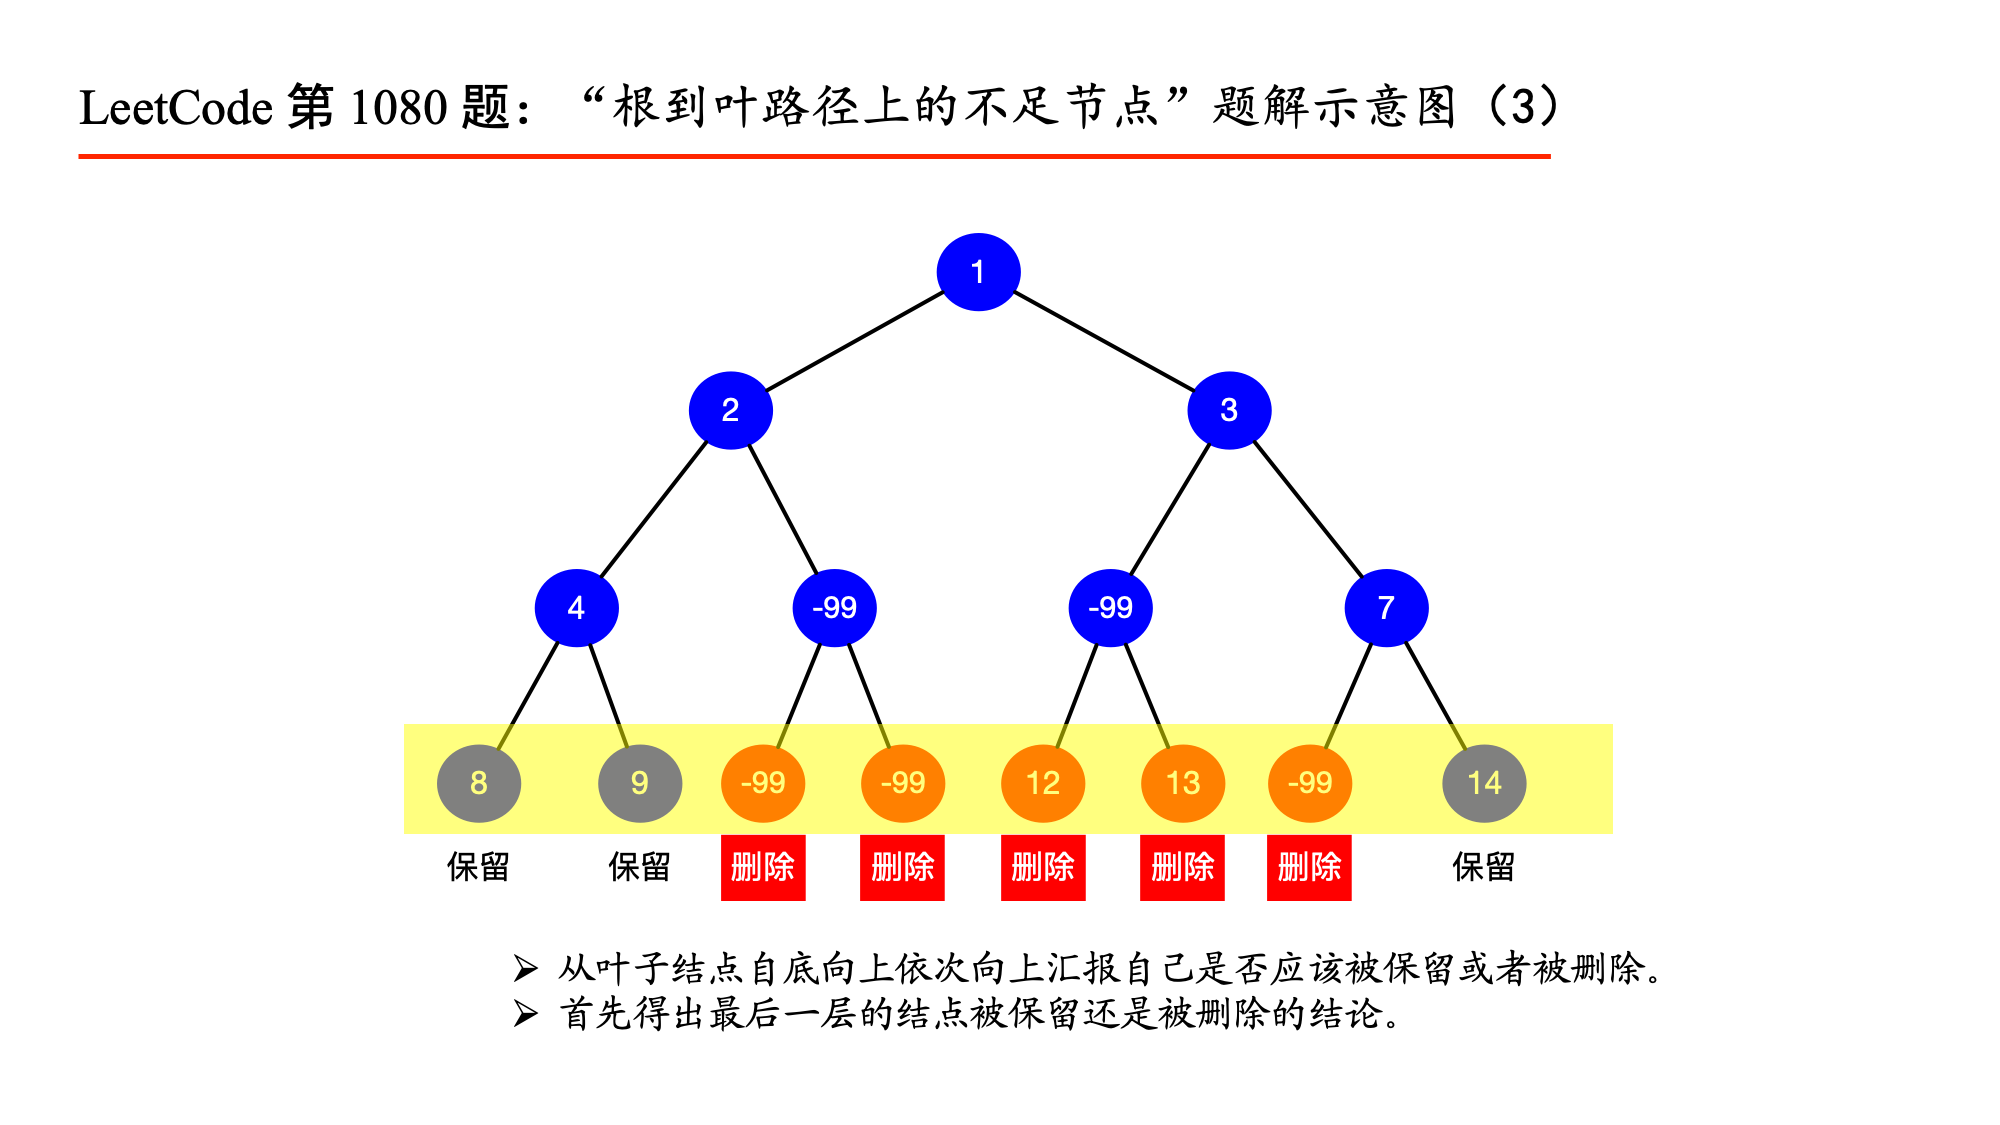 LeetCode 第 1080 题：“根到叶路径上的不足节点”题解示意图（3）
1
2 3
4 -99 -99 7
8 9 -99 -99 12 13 -99 14
保留 保留 删除 删除 删除 删除 删除 保留
➢ 从叶子结点自底向上依次向上汇报自己是否应该被保留或者被删除。
➢ 首先得出最后一层的结点被保留还是被删除的结论。